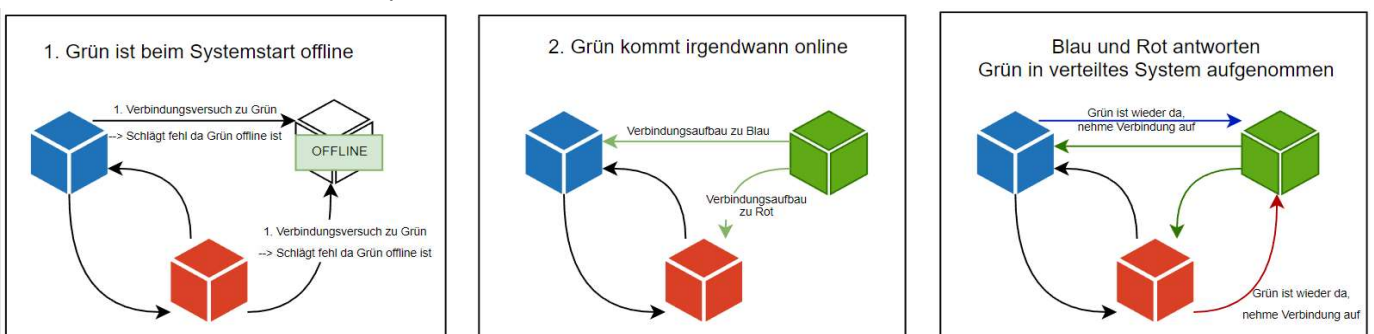 1. Grün ist beim Systemstart offline
1. Verbindungsversuch zu Grün
--> Schlägt fehl da Grün offline ist
OFFLINE
1. Verbindungsversuch zu Grün
--> Schlägt fehl da Grün offline ist
2. Grün kommt irgendwann online
Verbindungsaufbau zu Blau
Verbindungsaufbau
zu Rot
Blau und Rot antworten
Grün in verteiltes System aufgenommen
Grün ist wieder da,
nehme Verbindung auf
Grün ist wieder da,
nehme Verbindung auf